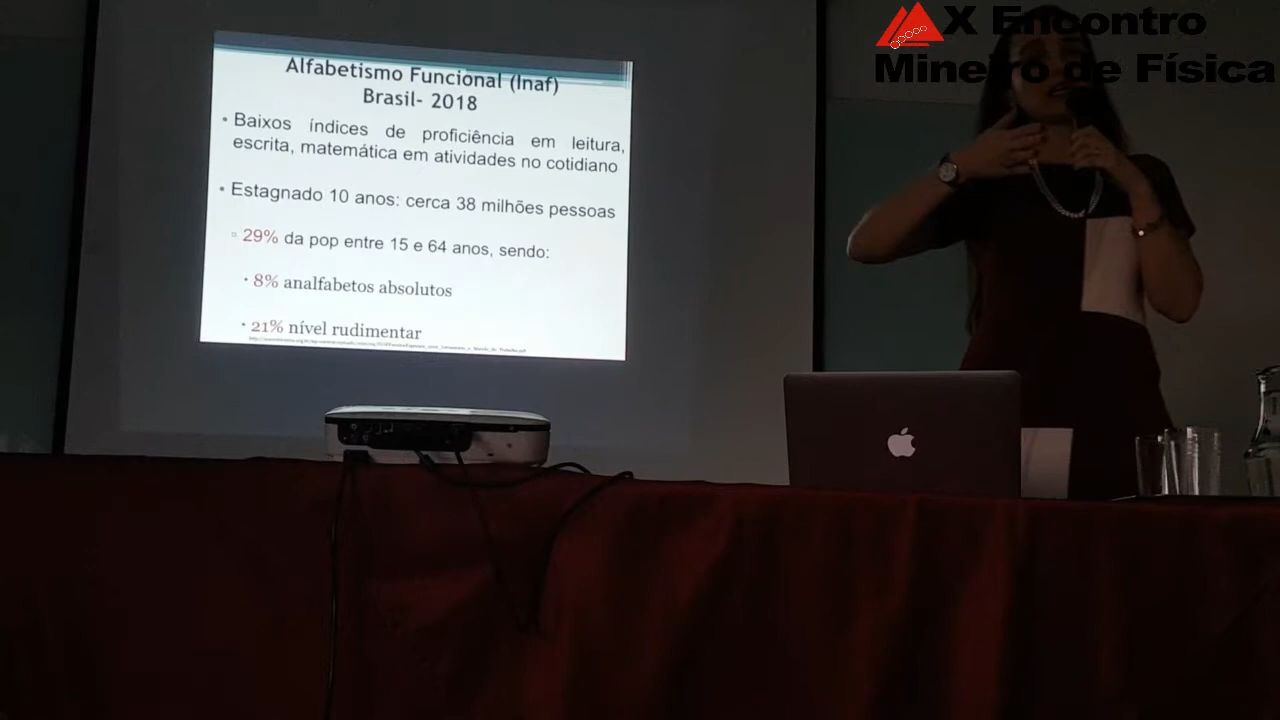 X Encontro
Mineiro de Física
Alfabetismo Funcional (Inaf)
Brasil- 2018
• Baixos índices de proficiência em leitura,
escrita, matemática em atividades no cotidiano
• Estagnado 10 anos: cerca 38 milhões pessoas
▫ 29% da pop entre 15 e 64 anos, sendo:
• 8% analfabetos absolutos
• 21% nível rudimentar